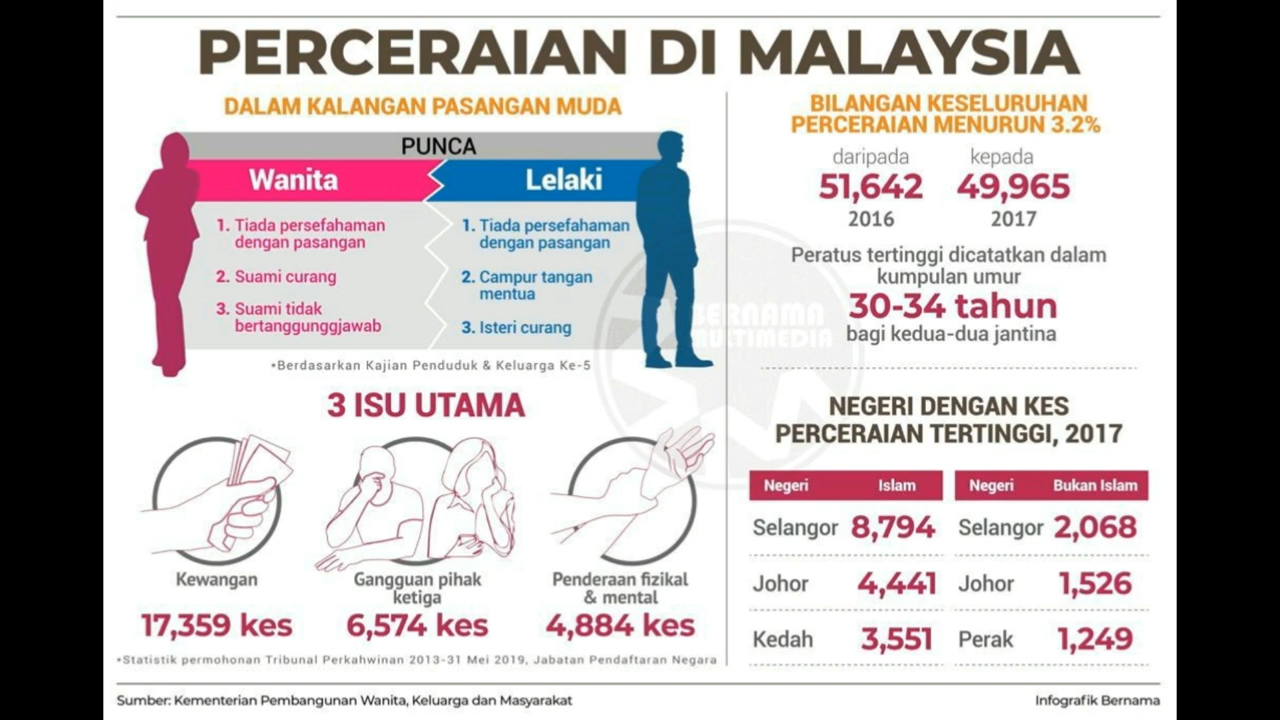 PERCERAIAN DI MALAYSIA
DALAM KALANGAN PASANGAN MUDA
PUNCA
Wanita
1. Tiada persefahaman
dengan pasangan
2. Suami curang
3. Suami tidak
bertanggunggjawab
Lelaki
1. Tiada persefahaman
dengan pasangan
2. Campur tangan
mentua
3. Isteri curang
*Berdasarkan Kajian Penduduk & Keluarga Ke-5
3 ISU UTAMA
Kewangan
17,359 kes
Gangguan pihak
ketiga
6,574 kes
Penderaan fizikal
& mental
4,884 kes
*Statistik permohonan Tribunal Perkahwinan 2013-31 Mei 2019, Jabatan Pendaftaran Negara
BILANGAN KESELURUHAN
PERCERAIAN MENURUN 3.2%
daripada
51,642
2016
kepada
49,965
2017
Peratus tertinggi dicatatkan dalam
kumpulan umur
30-34 tahun
bagi kedua-dua jantina
BERNAMA
MULTIMEDIA
NEGERI DENGAN KES
PERCERAIAN TERTINGGI, 2017
Negeri Islam
Selangor 8,794
Johor 4,441
Kedah 3,551
Negeri Bukan Islam
Selangor 2,068
Johor 1,526
Perak 1,249
Sumber: Kementerian Pembangunan Wanita, Keluarga dan Masyarakat
Infografik Bernama